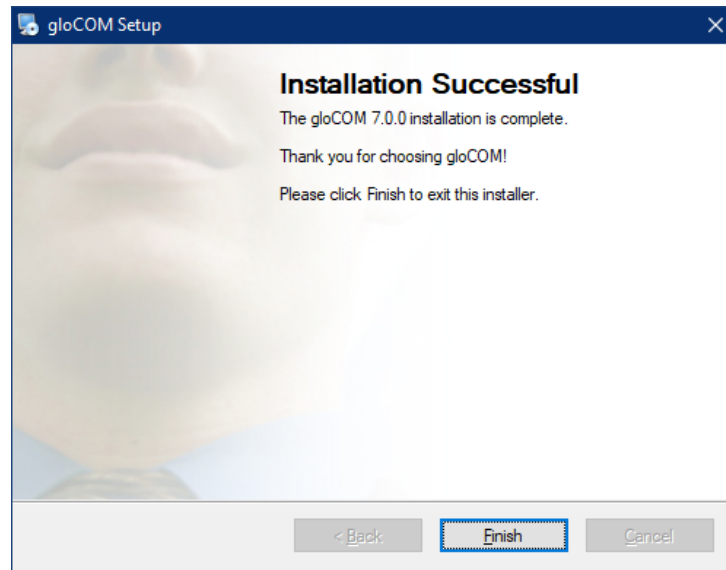 gloCOM Setup
Installation Successful
The gloCOM 7.0.0 installation is complete.
Thank you for choosing gloCOM!
Please click Finish to exit this installer.
< Back
Finish
Cancel